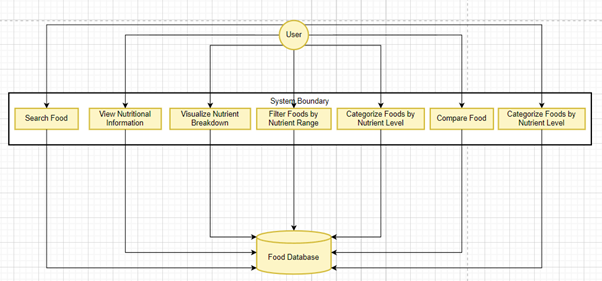 User
System Boundary
Search Food
View Nutritional
Information
Visualize Nutrient
Breakdown
Filter Foods by
Nutrient Range
Categorize Foods by
Nutrient Level
Compare Food
Categorize Foods by
Nutrient Level
Food Database